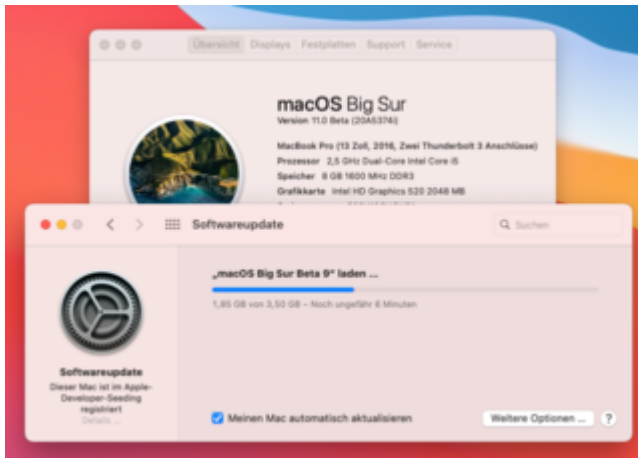 Übersicht Displays Festplatten Support Service
macOS Big Sur
Version 11.0 Beta (20A5374i)
MacBook Pro (13 Zoll, 2016, Zwei Thunderbolt 3 Anschlüsse)
Prozessor 2,5 GHz Dual-Core Intel Core i5
Speicher 8 GB 1600 MHz DDR3
Grafikkarte Intel HD Graphics 520 2048 MB
Softwareupdate
Suchen
„macOS Big Sur Beta 9“ laden ...
1,85 GB von 3,50 GB – Noch ungefähr 6 Minuten
Softwareupdate
Dieser Mac ist im Apple-
Developer-Seeding
registriert
Details ...
Meinen Mac automatisch aktualisieren
Weitere Optionen ... ?